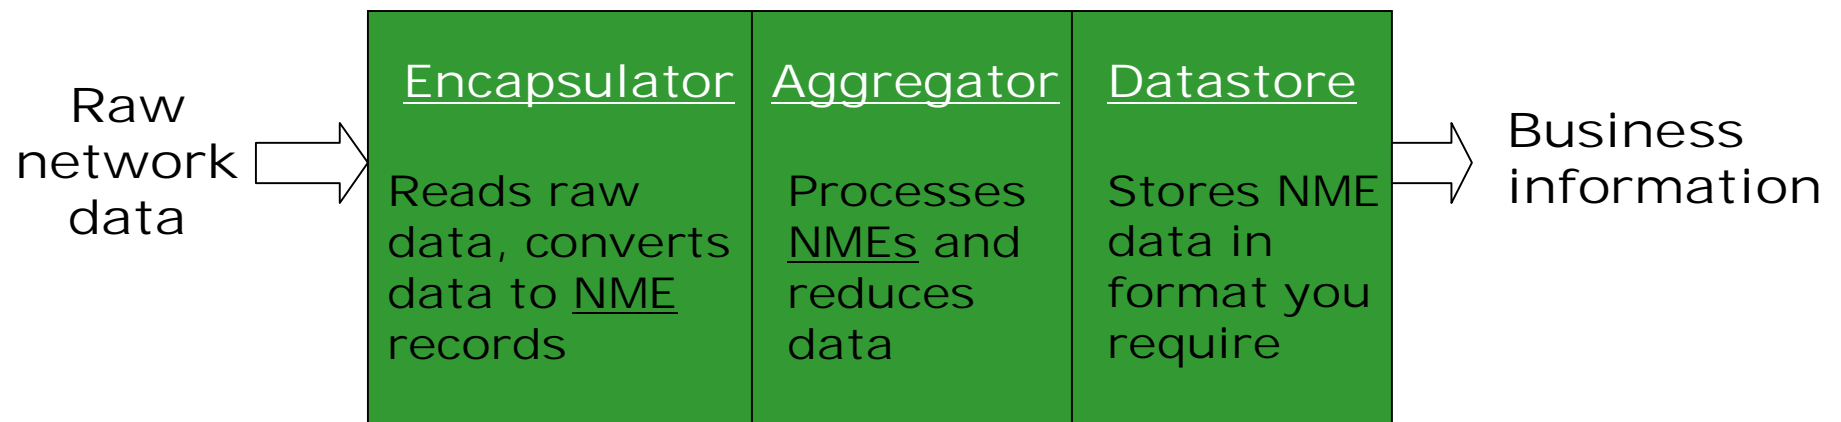 Raw
network
data
Encapsulator
Reads raw
data, converts
data to NME
records
Aggregator
Processes
NMEs and
reduces
data
Datastore
Stores NME
data in
format you
require
Business
information